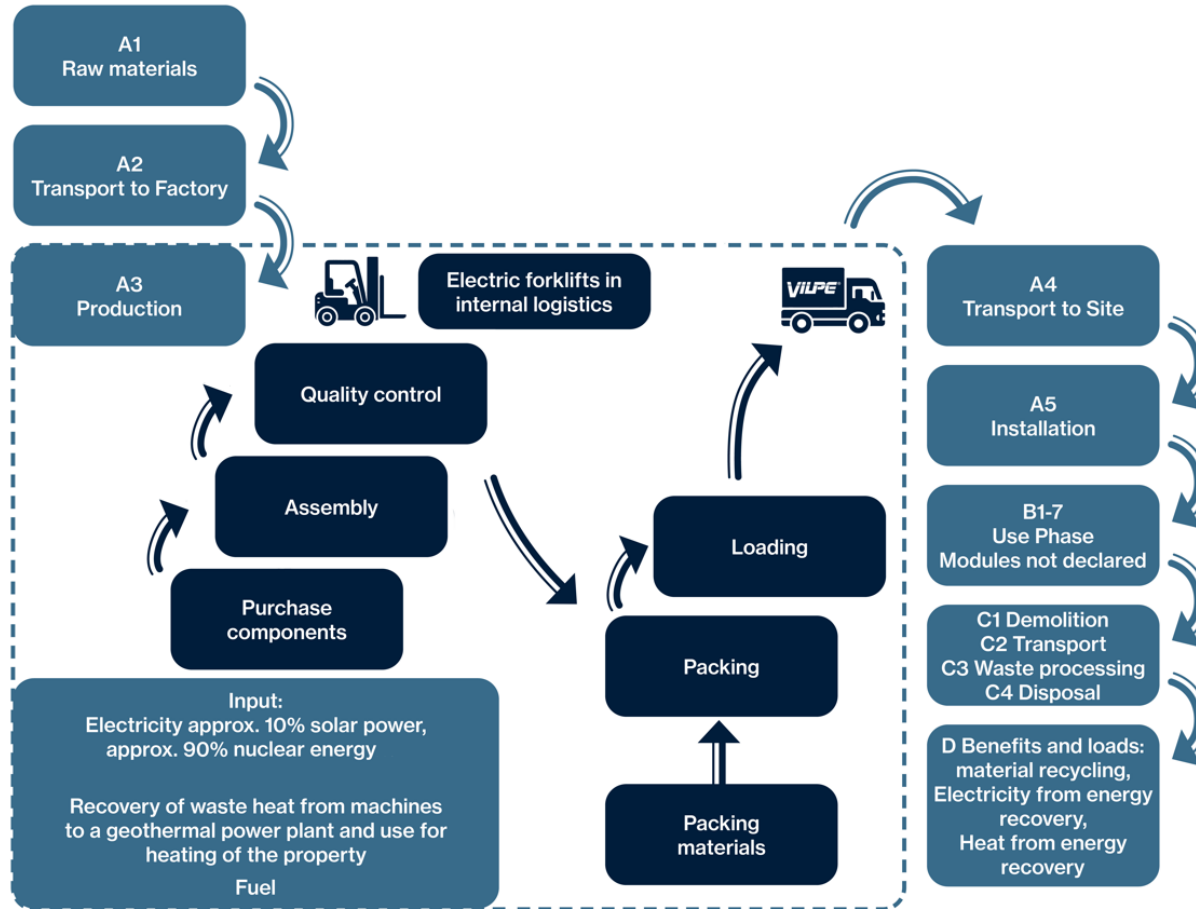 A1
Raw materials
A2
Transport to Factory
A3
Production
Electric forklifts in
internal logistics
VILPE
Quality control
Assembly
Purchase
components
Loading
Packing
Packing
materials
Input:
Electricity approx. 10% solar power,
approx. 90% nuclear energy
Recovery of waste heat from machines
to a geothermal power plant and use for
heating of the property
Fuel
A4
Transport to Site
A5
Installation
B1-7
Use Phase
Modules not declared
C1 Demolition
C2 Transport
C3 Waste processing
C4 Disposal
D Benefits and loads:
material recycling,
Electricity from energy
recovery,
Heat from energy
recovery